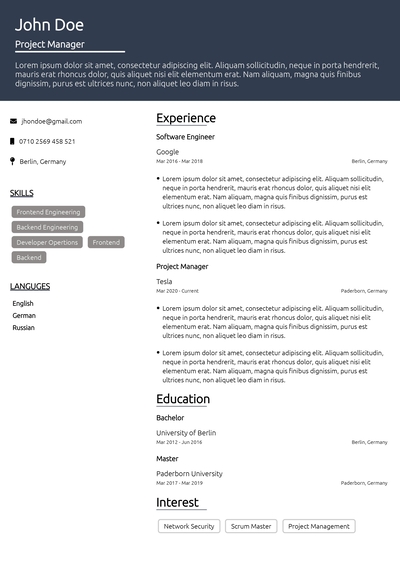 John Doe
Project Manager
Lorem ipsum dolor sit amet, consectetur adipiscing elit. Aliquam sollicitudin, neque in porta hendrerit,
mauris erat rhoncus dolor, quis aliquet nisi elit elementum erat. Nam aliquam, magna quis finibus
dignissim, purus est ultrices nunc, non aliquet leo diam in risus.
jhondoe@gmail.com
0710 2569 458 521
Berlin, Germany
SKILLS
Frontend Engineering
Backend Engineering
Developer Opertions
Frontend
Backend
LANGUGES
English
German
Russian
Experience
Software Engineer
Google
Mar 2016 - Mar 2018
Berlin, Germany
• Lorem ipsum dolor sit amet, consectetur adipiscing elit. Aliquam sollicitudin,
neque in porta hendrerit, mauris erat rhoncus dolor, quis aliquet nisi elit
elementum erat. Nam aliquam, magna quis finibus dignissim, purus est
ultrices nunc, non aliquet leo diam in risus.
• Lorem ipsum dolor sit amet, consectetur adipiscing elit. Aliquam sollicitudin,
neque in porta hendrerit, mauris erat rhoncus dolor, quis aliquet nisi elit
elementum erat. Nam aliquam, magna quis finibus dignissim, purus est
ultrices nunc, non aliquet leo diam in risus.
Project Manager
Tesla
Mar 2020 - Current
Paderborn, Germany
• Lorem ipsum dolor sit amet, consectetur adipiscing elit. Aliquam sollicitudin,
neque in porta hendrerit, mauris erat rhoncus dolor, quis aliquet nisi elit
elementum erat. Nam aliquam, magna quis finibus dignissim, purus est
ultrices nunc, non aliquet leo diam in risus.
• Lorem ipsum dolor sit amet, consectetur adipiscing elit. Aliquam sollicitudin,
neque in porta hendrerit, mauris erat rhoncus dolor, quis aliquet nisi elit
elementum erat. Nam aliquam, magna quis finibus dignissim, purus est
ultrices nunc, non aliquet leo diam in risus.
Education
Bachelor
University of Berlin
Mar 2012 - Jun 2016
Berlin, Germany
Master
Paderborn University
Mar 2017 - Mar 2019
Paderborn, Germany
Interest
Network Security
Scrum Master
Project Management